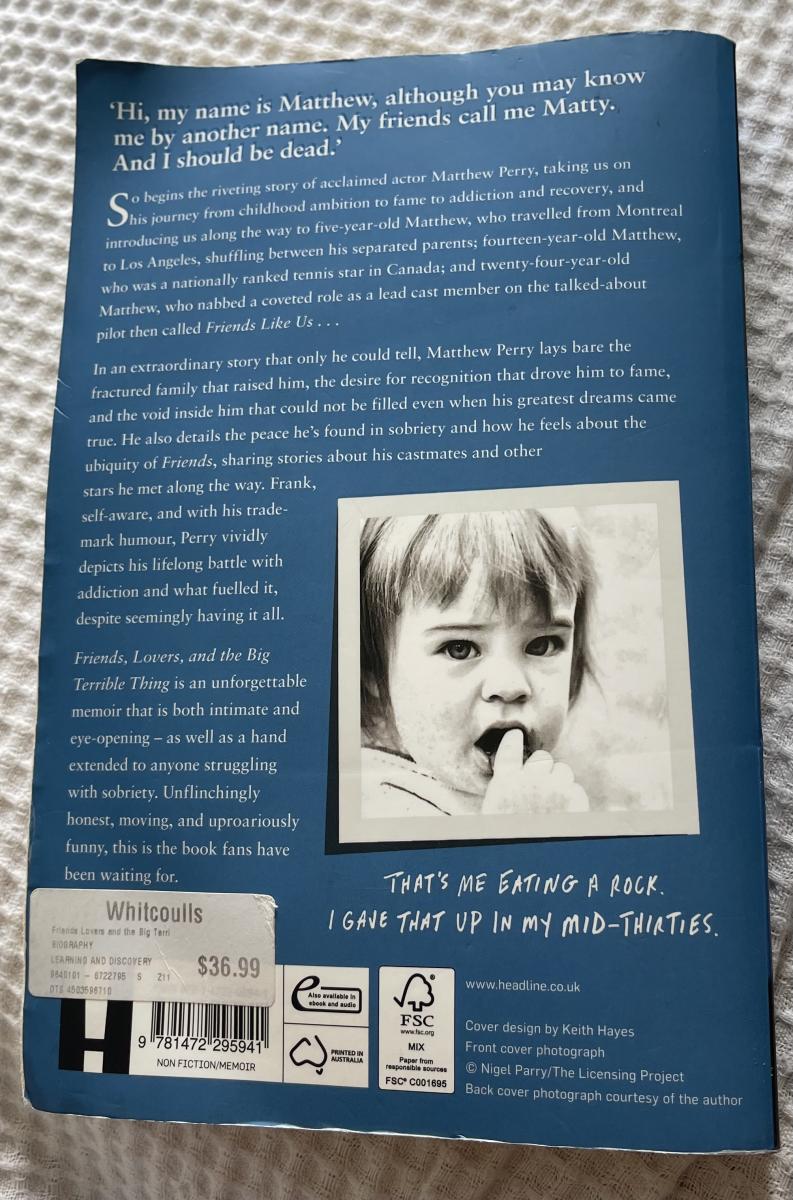 ‘Hi, my name is Matthew, although you may know
me by another name. My friends call me Matty.
And I should be dead.’
So begins the riveting story of acclaimed actor Matthew Perry, taking us on
his journey from childhood ambition to fame to addiction and recovery, and
introducing us along the way to five-year-old Matthew, who travelled from Montreal
to Los Angeles, shuffling between his separated parents; fourteen-year-old Matthew,
who was a nationally ranked tennis star in Canada; and twenty-four-year-old
Matthew, who nabbed a coveted role as a lead cast member on the talked-about
pilot then called Friends Like Us . . .
In an extraordinary story that only he could tell, Matthew Perry lays bare the
fractured family that raised him, the desire for recognition that drove him to fame,
and the void inside him that could not be filled even when his greatest dreams came
true. He also details the peace he’s found in sobriety and how he feels about the
ubiquity of Friends, sharing stories about his castmates and other
stars he met along the way. Frank,
self-aware, and with his trade-
mark humour, Perry vividly
depicts his lifelong battle with
addiction and what fuelled it,
despite seemingly having it all.
Friends, Lovers, and the Big
Terrible Thing is an unforgettable
memoir that is both intimate and
eye-opening – as well as a hand
extended to anyone struggling
with sobriety. Unflinchingly
honest, moving, and uproariously
funny, this is the book fans have
been waiting for.
THAT'S ME EATING A ROCK.
I GAVE THAT UP IN MY MID-THIRTIES.
Whitcoulls
Friends Lovers and the Big Terri
BIOGRAPHY
LEARNING AND DISCOVERY
$36.99
9840101 - 6722795 S 211
DTS 4503596710
H
9 781472 295941
NON FICTION/MEMOIR
e
Also available in
ebook and audio
PRINTED IN
AUSTRALIA
FSC
www.fsc.org
MIX
Paper from
responsible sources
FSC® C001695
www.headline.co.uk
Cover design by Keith Hayes
Front cover photograph
© Nigel Parry/The Licensing Project
Back cover photograph courtesy of the author